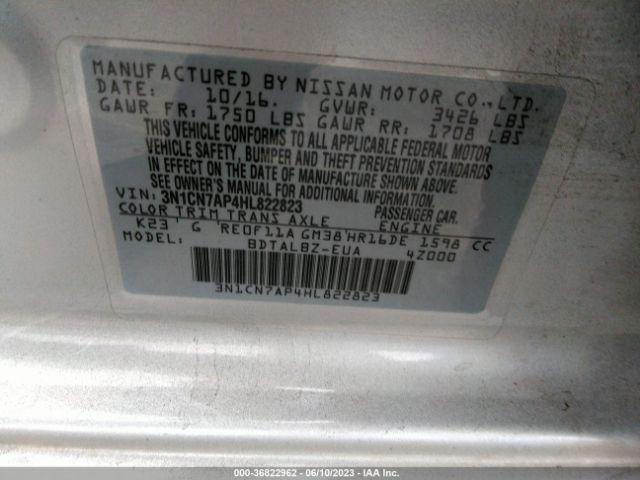 MANUFACTURED BY NISSAN MOTOR CO.,LTD.
DATE: 10/16. GVWR: 3426 LBS
GAWR FR: 1750 LBS GAWR RR: 1708 LBS
THIS VEHICLE CONFORMS TO ALL APPLICABLE FEDERAL MOTOR
VEHICLE SAFETY, BUMPER AND THEFT PREVENTION STANDARDS
IN EFFECT ON THE DATE OF MANUFACTURE SHOWN ABOVE.
SEE OWNER'S MANUAL FOR ADDITIONAL INFORMATION.
VIN: 3N1CN7AP4HL822823 PASSENGER CAR.
COLOR TRIM TRANS AXLE ENGINE
K23 G RE0F11A GM38 HR16DE 1598 CC
MODEL: BDTALBZ-EUA 4Z000
3N1CN7AP4HL822823
000-36822962 - 06/10/2023 - IAA Inc.